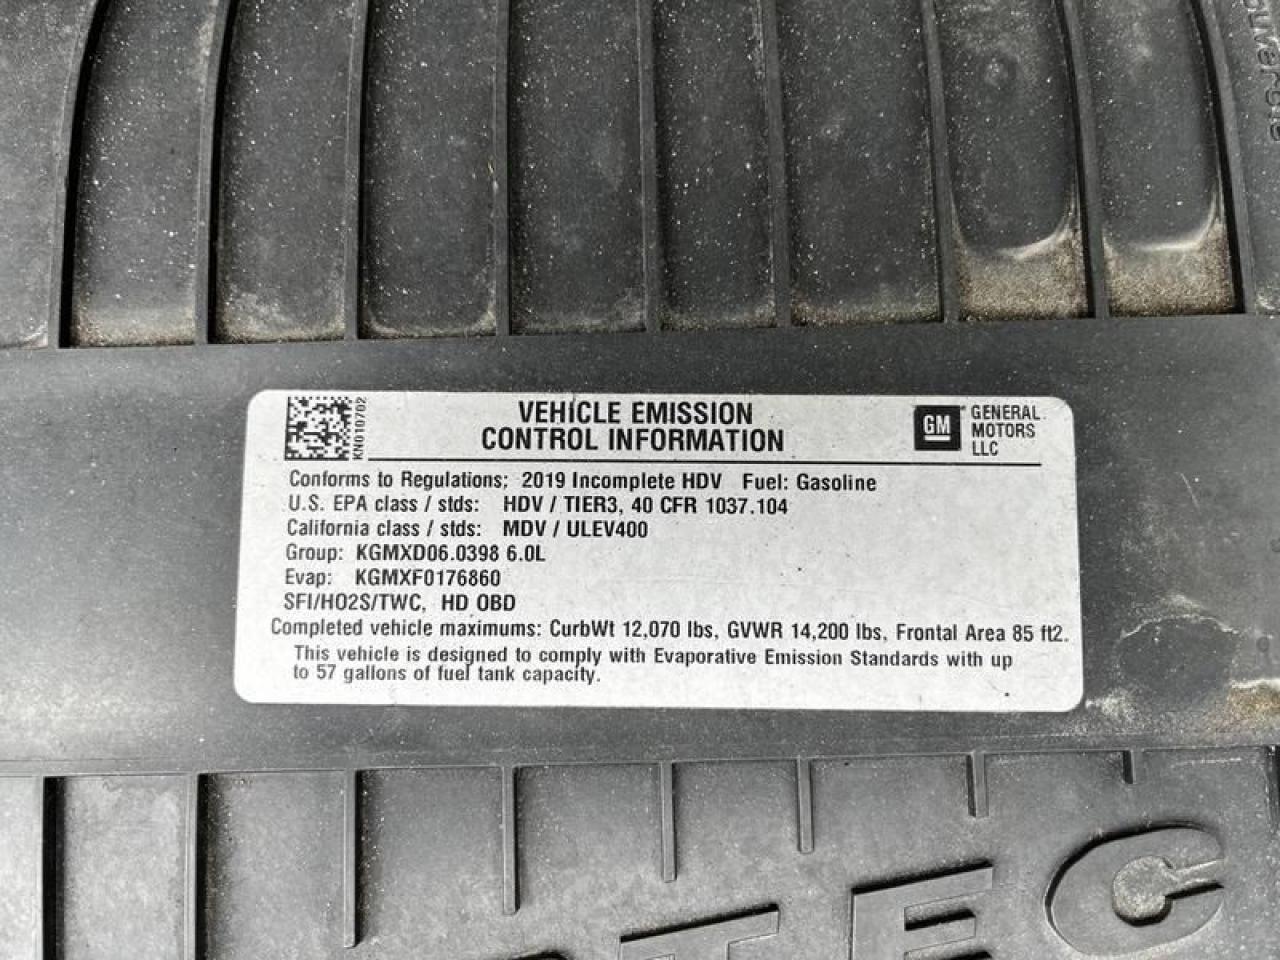 KN010702
VEHICLE EMISSION
CONTROL INFORMATION
GM
GENERAL
MOTORS
LLC
Conforms to Regulations; 2019 Incomplete HDV Fuel: Gasoline
U.S. EPA class / stds: HDV / TIER3, 40 CFR 1037.104
California class / stds: MDV / ULEV400
Group: KGMXD06.0398 6.0L
Evap: KGMXF0176860
SFI/HO2S/TWC, HD OBD
Completed vehicle maximums: CurbWt 12,070 lbs, GVWR 14,200 lbs, Frontal Area 85 ft2.
This vehicle is designed to comply with Evaporative Emission Standards with up
to 57 gallons of fuel tank capacity.
TEC